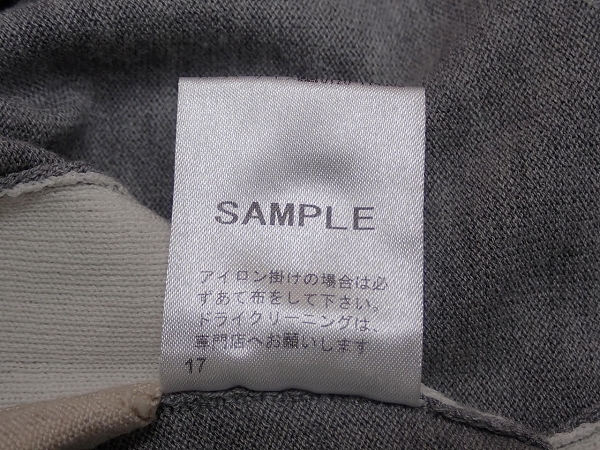 SAMPLE
アイロン掛けの場合は必
ずあて布をして下さい。
ドライクリーニングは、
専門店へお願いします
17